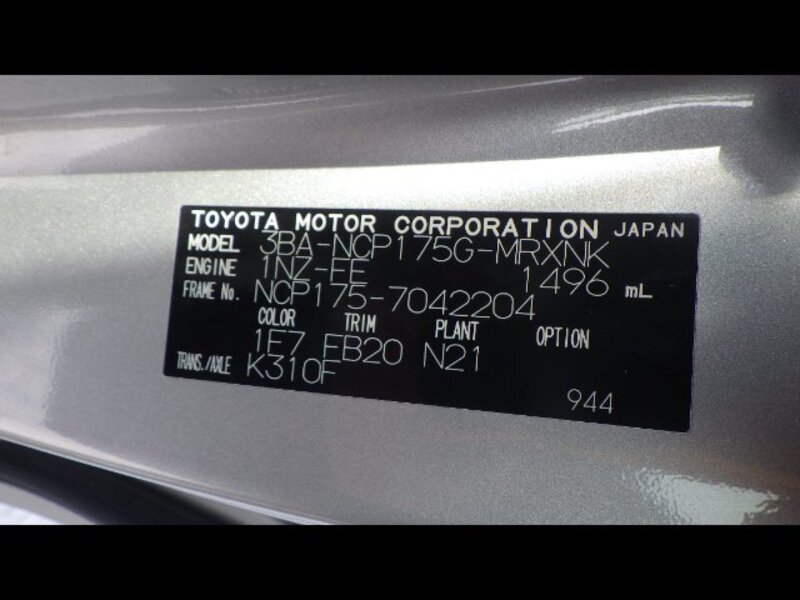 TOYOTA MOTOR CORPORATION JAPAN
MODEL 3BA-NCP175G-MRXNK
ENGINE 1NZ-FE 1496 mL
FRAME No. NCP175-7042204
COLOR TRIM PLANT OPTION
1E7 FB20 N21
TRANS./AXLE K310F
944